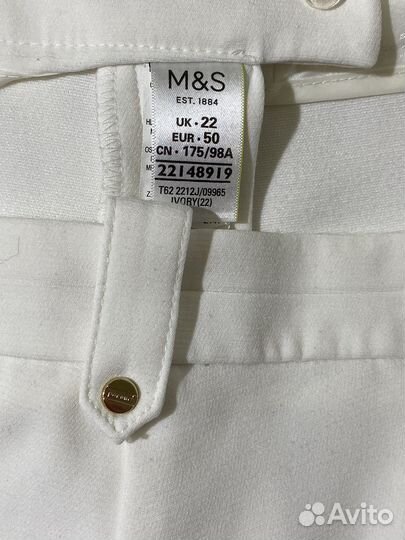 M&S
EST. 1884
UK • 22
EUR • 50
CN • 175/98A
22148919
T62 2212J/09965
IVORY(22)
Avito